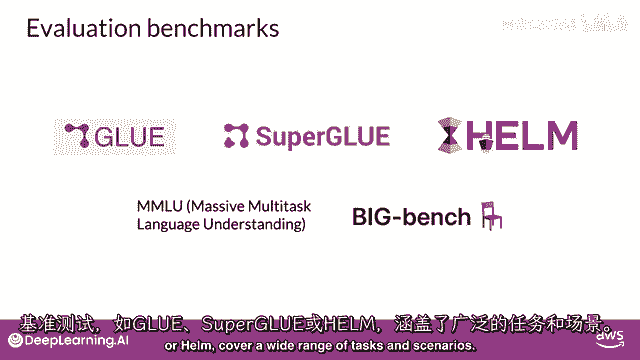 Evaluation benchmarks
GLUE
SuperGLUE
HELM
MMLU (Massive Multitask
Language Understanding)
BIG-bench
基准测试，如GLUE、SuperGLUE或HELM，涵盖了广泛的任务和场景。
or Helm, cover a wide range of tasks and scenarios.
DeepLearning.AI
aws